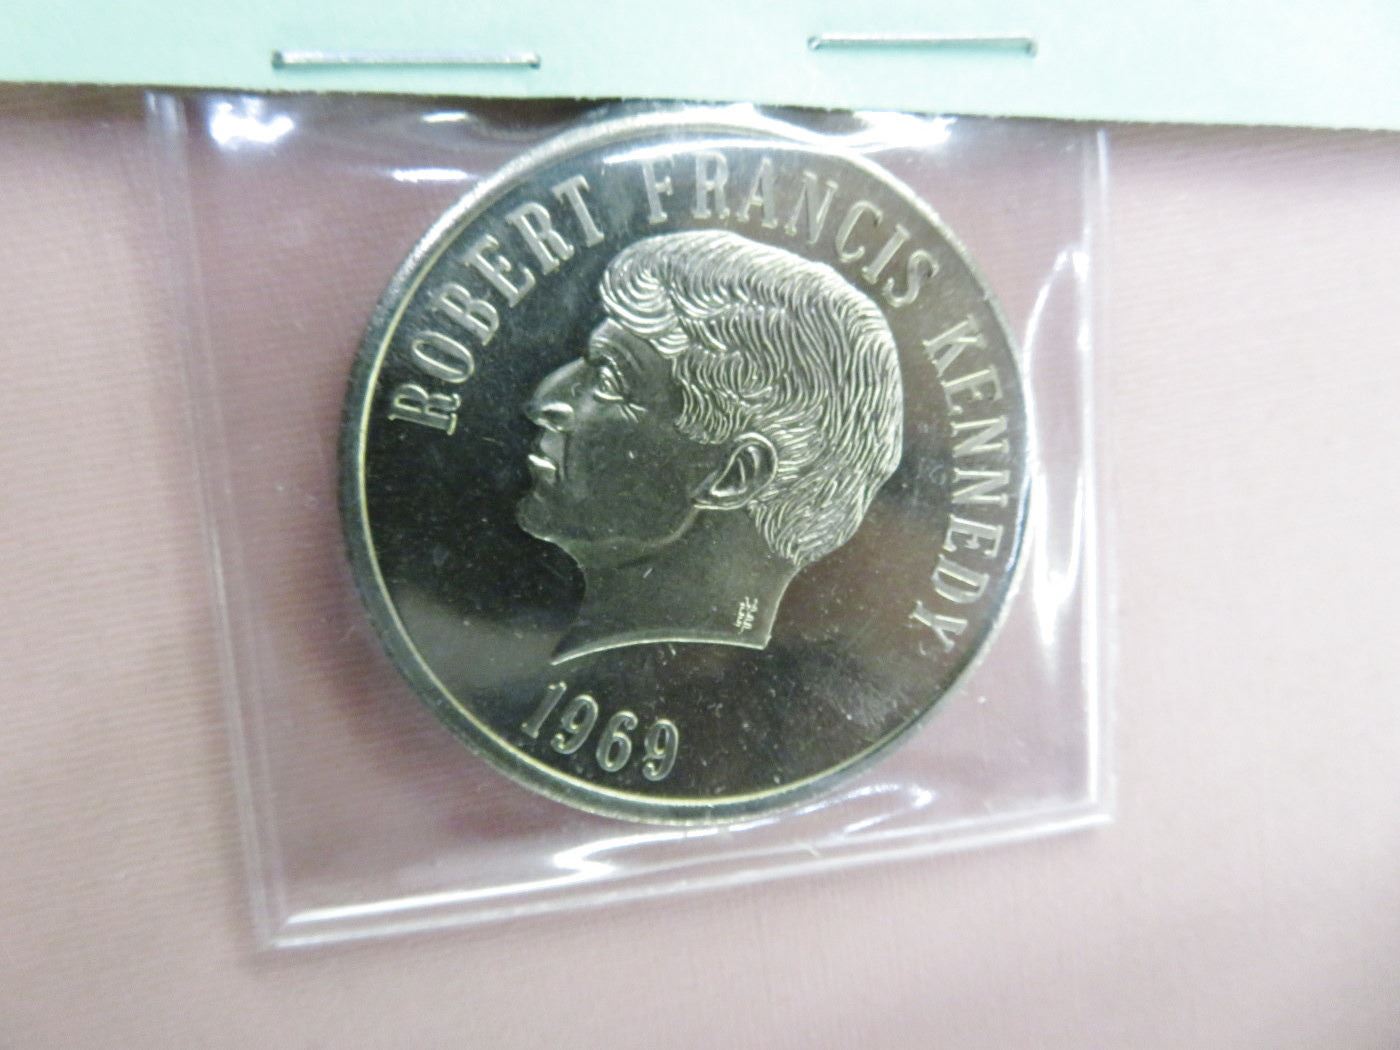 ROBERT FRANCIS KENNEDY
1969